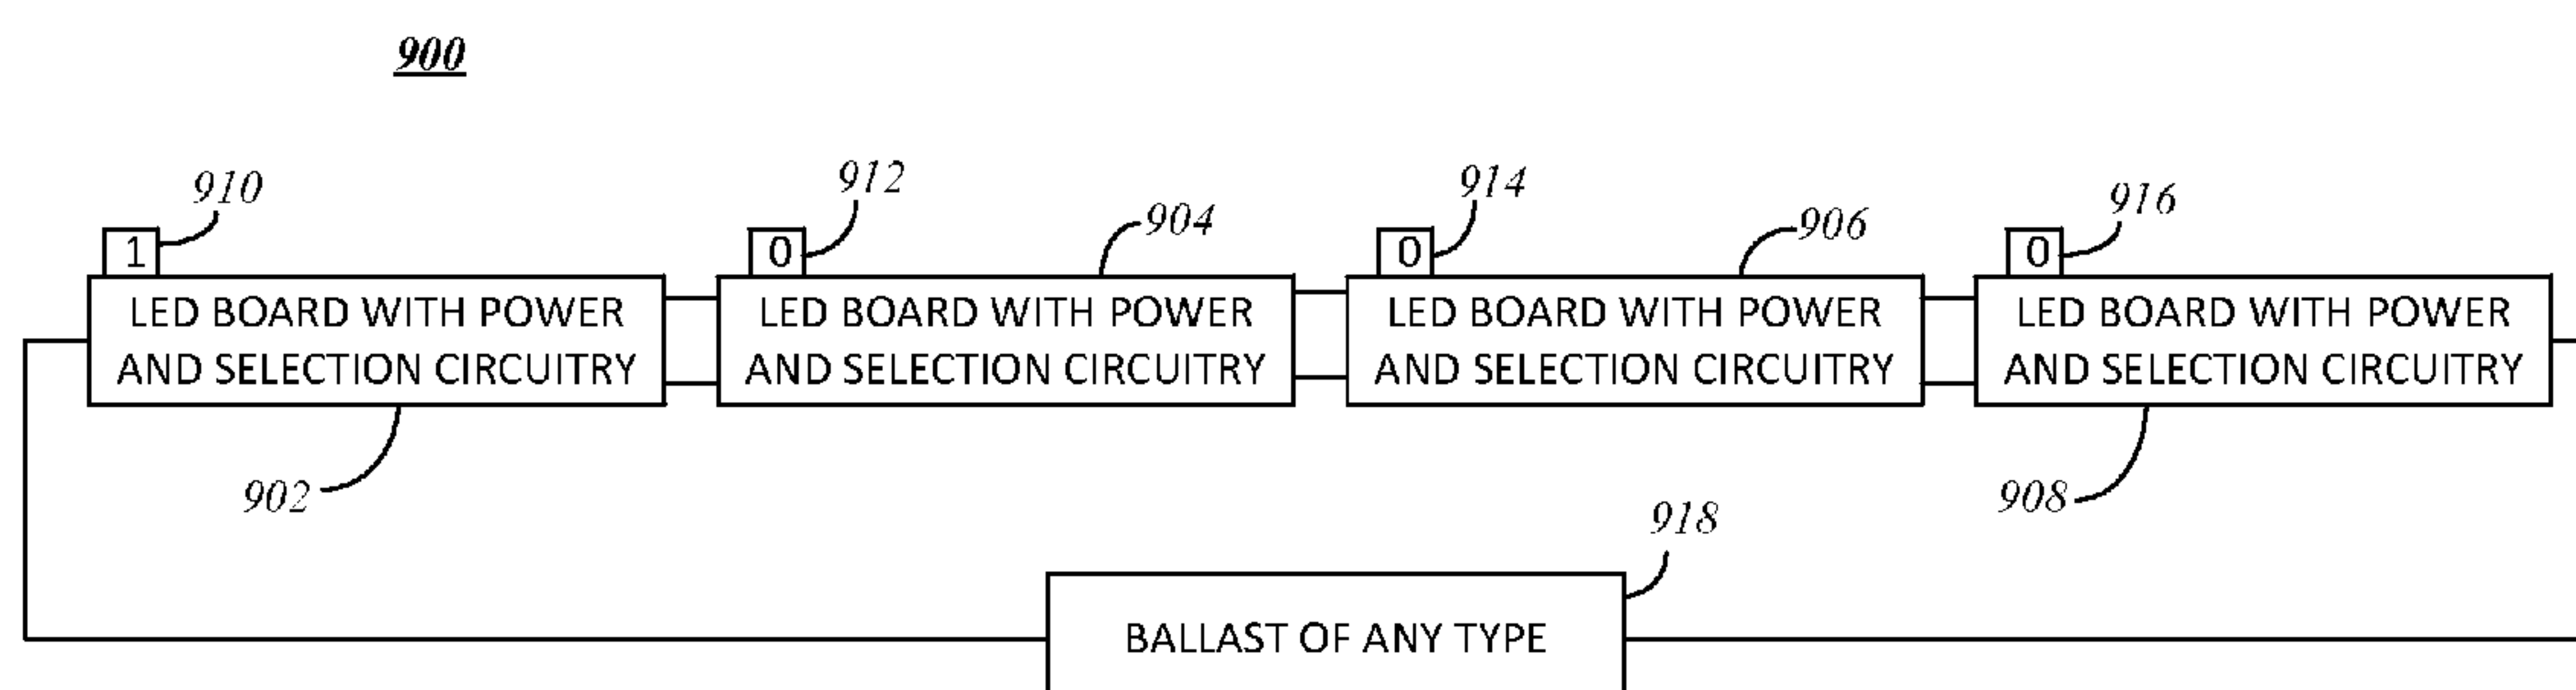 900
910
912
904
914
906
916
1
0
0
0
LED BOARD WITH POWER
AND SELECTION CIRCUITRY
LED BOARD WITH POWER
AND SELECTION CIRCUITRY
LED BOARD WITH POWER
AND SELECTION CIRCUITRY
LED BOARD WITH POWER
AND SELECTION CIRCUITRY
902
908
918
BALLAST OF ANY TYPE